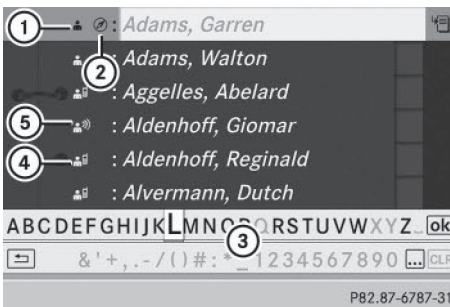 1 : Adams, Garren
2 : Adams, Walton
: Aggelles, Abelard
5 : Aldenhoff, Giomar
4 : Aldenhoff, Reginald
: Alvermann, Dutch
ABCDEFGHIJKLMNOPQRSTUVWXYZ_ ok
3
&'+,.-/()#:*_1234567890 ... CLR
P82.87-6787-31